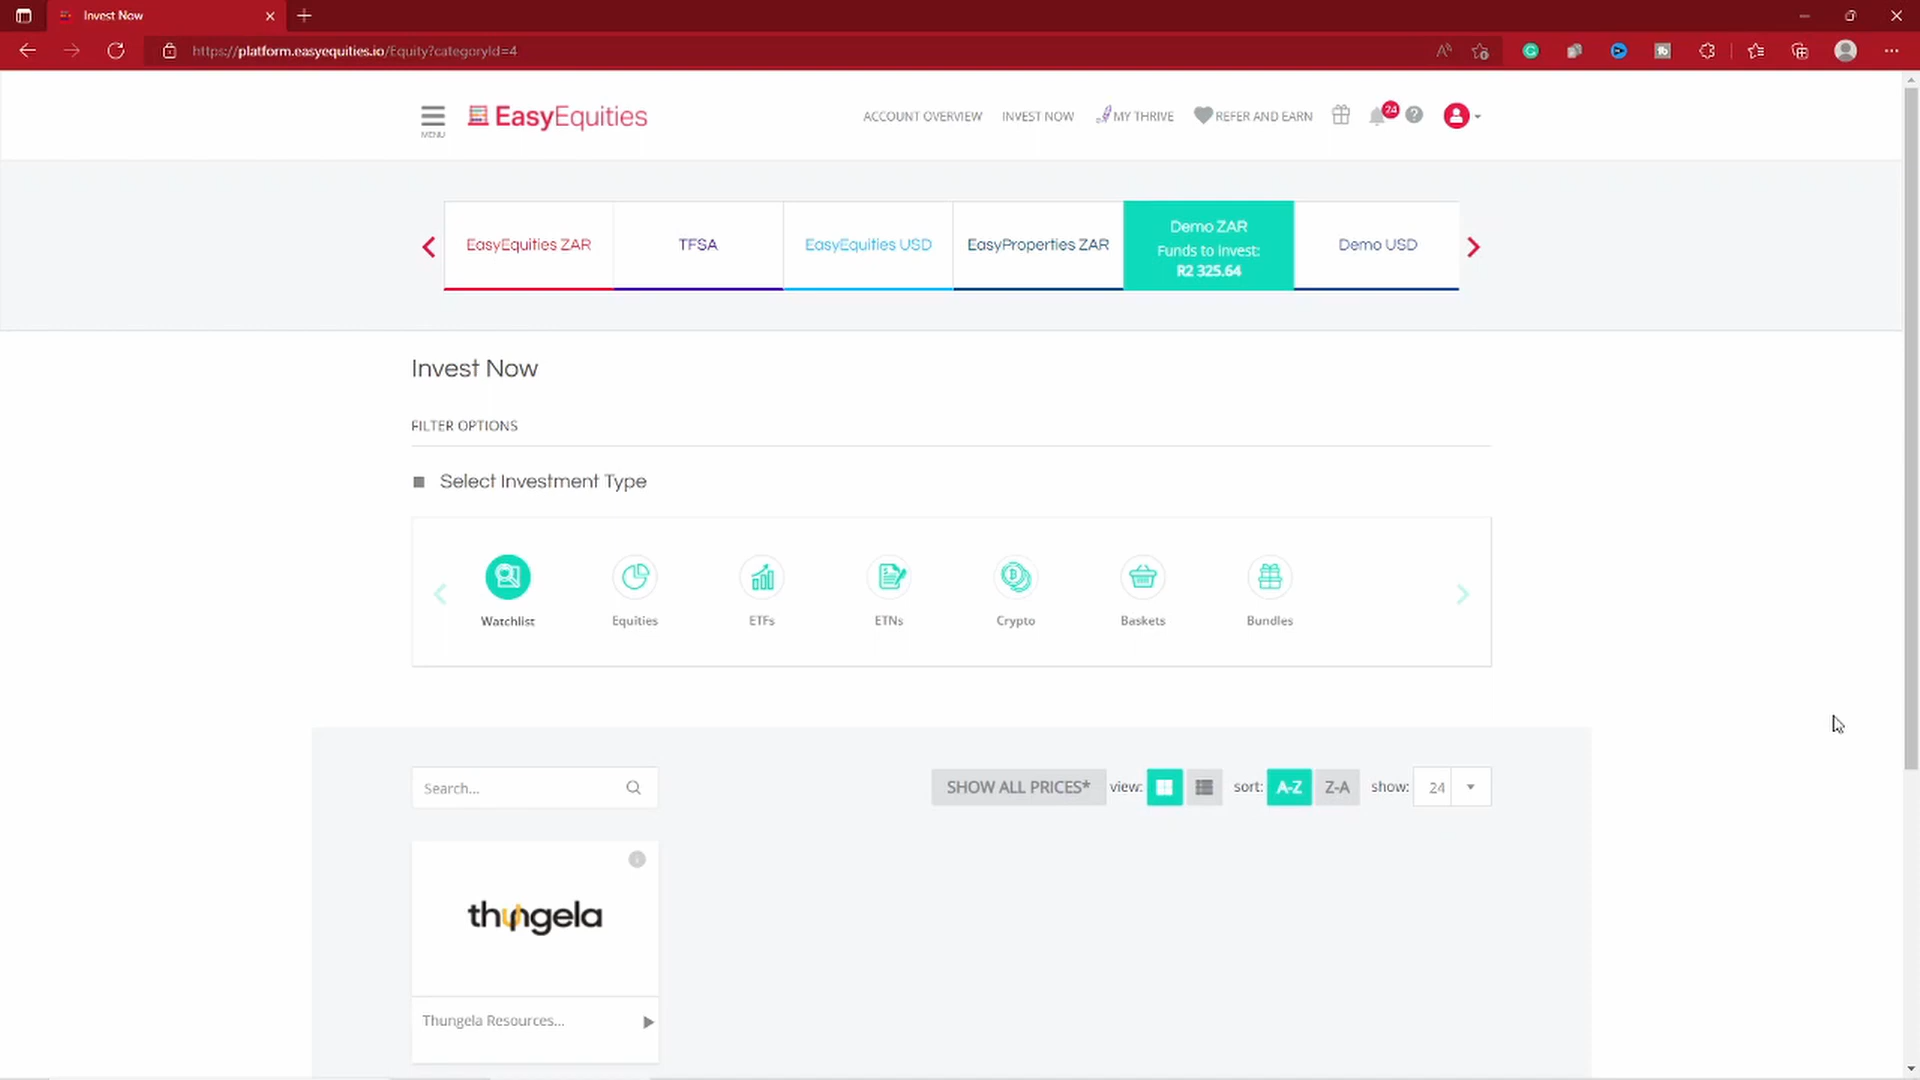 Invest Now
https://platform.easyequities.io/Equity?categoryId=4
MENU
EasyEquities
ACCOUNT OVERVIEW
INVEST NOW
MY THRIVE
REFER AND EARN
24
EasyEquities ZAR
TFSA
EasyEquities USD
EasyProperties ZAR
Demo ZAR
Funds to Invest:
R2 325.64
Demo USD
Invest Now
FILTER OPTIONS
Select Investment Type
Watchlist
Equities
ETFs
ETNs
Crypto
Baskets
Bundles
Search...
SHOW ALL PRICES*
view:
sort:
A-Z
Z-A
show:
24
thungela
Thungela Resources...